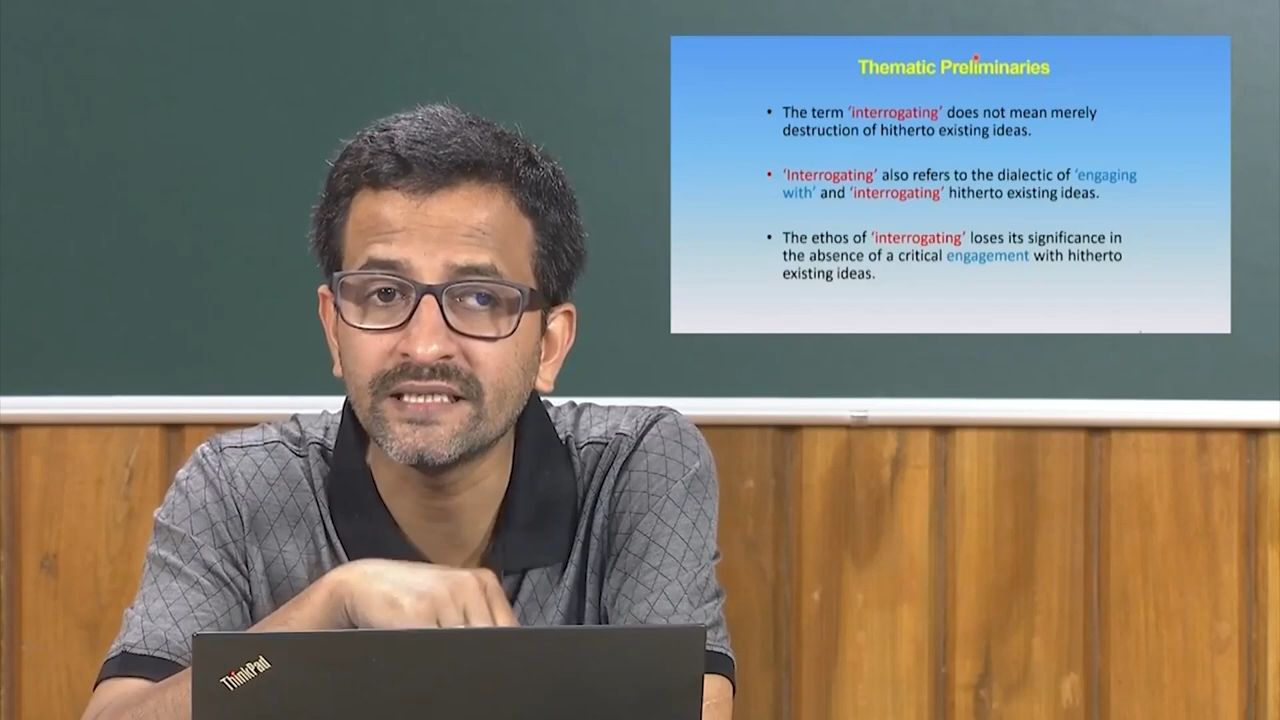 Thematic Preliminaries
• The term ‘interrogating’ does not mean merely
destruction of hitherto existing ideas.
• ‘Interrogating’ also refers to the dialectic of ‘engaging
with’ and ‘interrogating’ hitherto existing ideas.
• The ethos of ‘interrogating’ loses its significance in
the absence of a critical engagement with hitherto
existing ideas.
ThinkPad